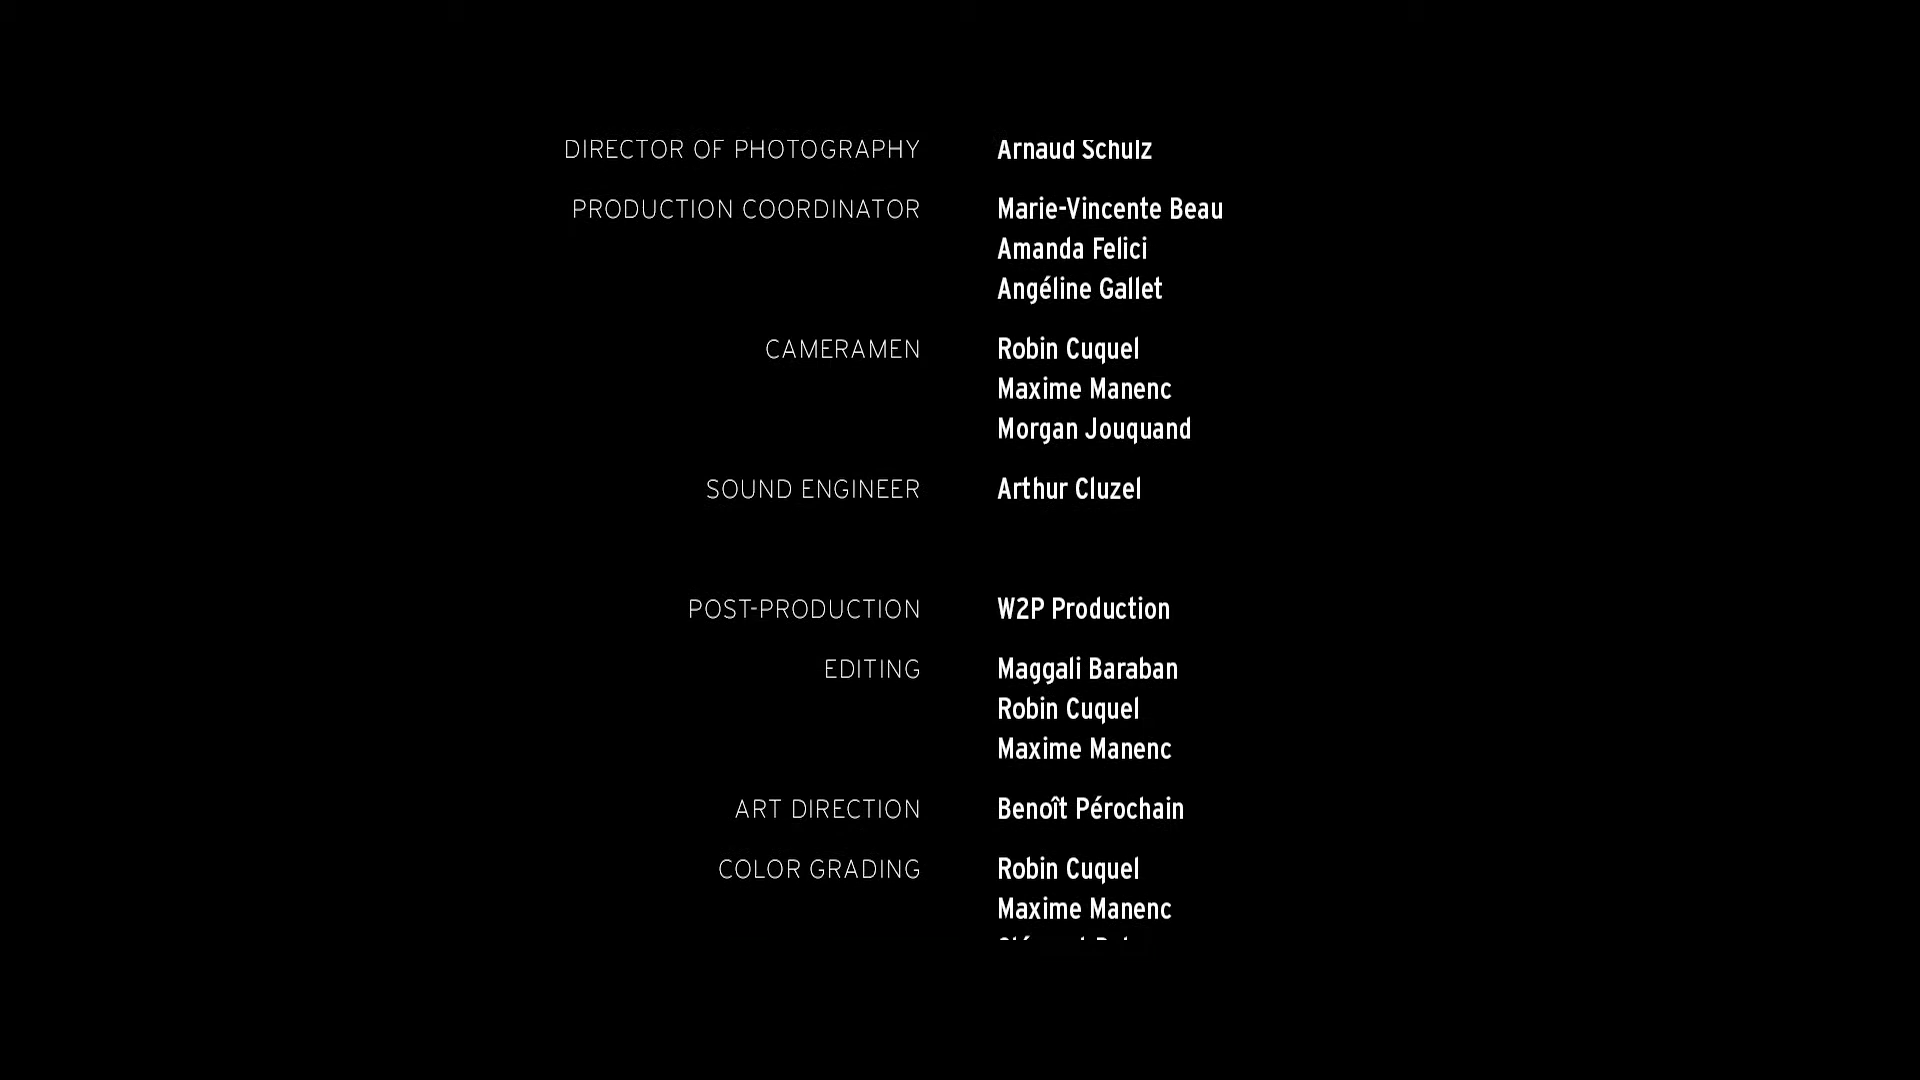 DIRECTOR OF PHOTOGRAPHY Arnaud Schulz
PRODUCTION COORDINATOR Marie-Vincente Beau
Amanda Felici
Angéline Gallet
CAMERAMEN Robin Cuquel
Maxime Manenc
Morgan Jouquand
SOUND ENGINEER Arthur Cluzel
POST-PRODUCTION W2P Production
EDITING Maggali Baraban
Robin Cuquel
Maxime Manenc
ART DIRECTION Benoît Pérochain
COLOR GRADING Robin Cuquel
Maxime Manenc